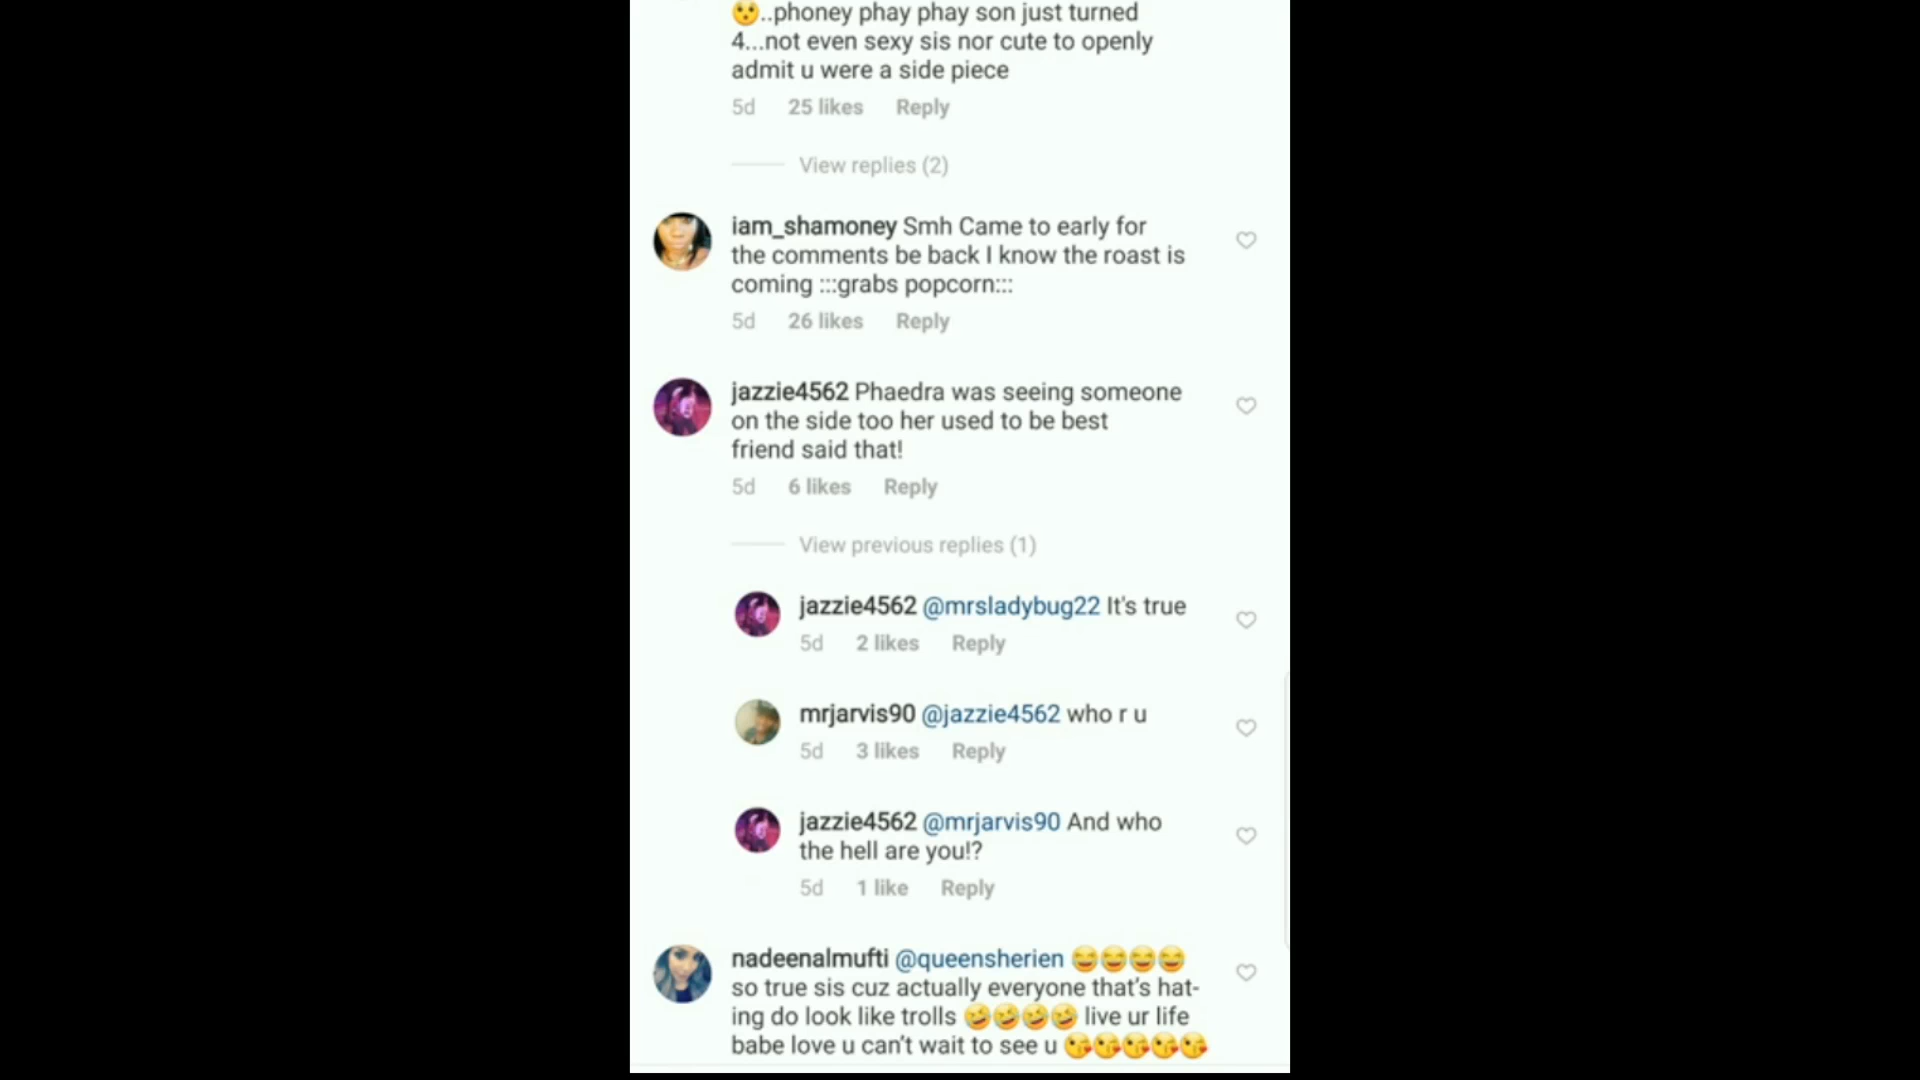 😯..phoney phay phay son just turned
4...not even sexy sis nor cute to openly
admit u were a side piece
5d 25 likes Reply
View replies (2)
iam_shamoney Smh Came to early for
the comments be back I know the roast is
coming :::grabs popcorn:::
5d 26 likes Reply
jazzie4562 Phaedra was seeing someone
on the side too her used to be best
friend said that!
5d 6 likes Reply
View previous replies (1)
jazzie4562 @mrsladybug22 It's true
5d 2 likes Reply
mrjarvis90 @jazzie4562 who r u
5d 3 likes Reply
jazzie4562 @mrjarvis90 And who
the hell are you!?
5d 1 like Reply
nadeenalmufti @queensherien 😂😂😂😂
so true sis cuz actually everyone that's hat-
ing do look like trolls 🤣🤣🤣🤣 live ur life
babe love u can't wait to see u 😘😘😘😘😘